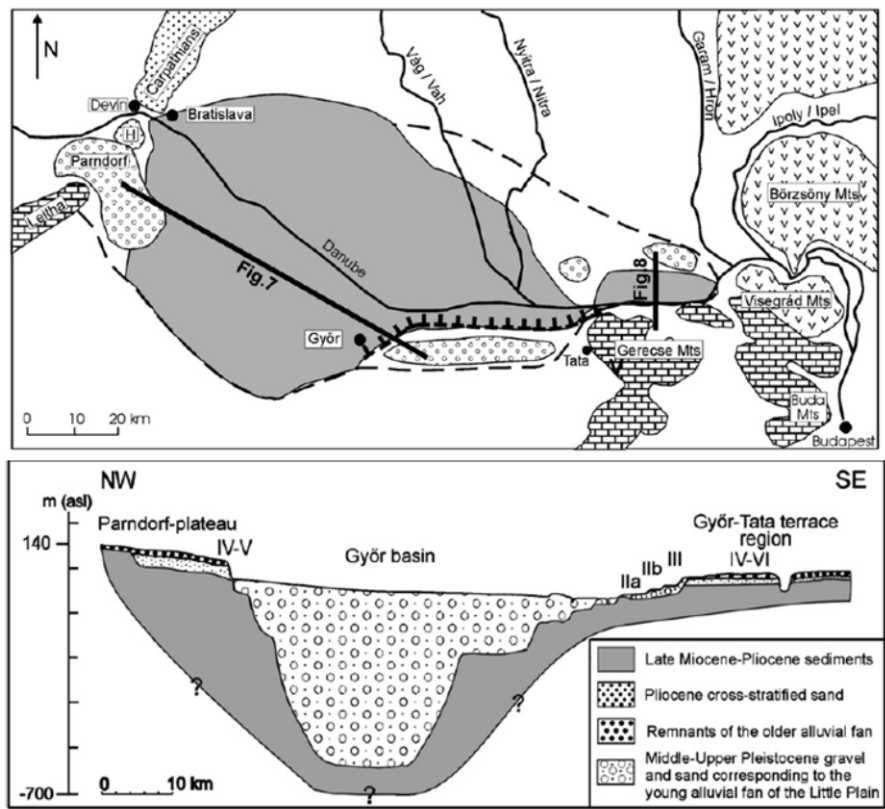 N
Carpathians
Devin
Bratislava
H
Parndorf
Leitha
Vág / Vah
Nyitra / Nitra
Garam / Hron
Ipoly / Ipel
Börzsöny Mts
Danube
Fig.7
Fig.8
Visegrád Mts
Győr
Tata
Gerecse Mts
Buda
Mts
Budapest
0 10 20 km
NW
SE
m (asl)
140
-700
Parndorf-plateau
IV-V
Győr basin
Győr-Tata terrace
region
IIa IIb III IV-VI
? ? ?
0 10 km
Late Miocene-Pliocene sediments
Pliocene cross-stratified sand
Remnants of the older alluvial fan
Middle-Upper Pleistocene gravel
and sand corresponding to the
young alluvial fan of the Little Plain